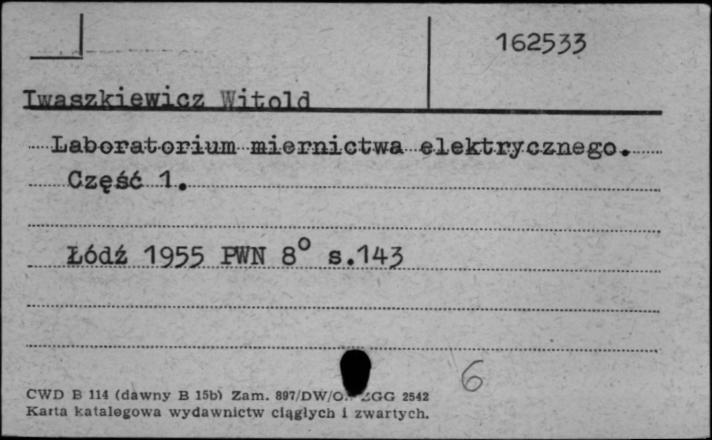 162533
Iwaszkiewicz Witold
Laboratorium miernictwa elektrycznego.
Część 1.
Łódź 1955 PWN 8° s.143
6
CWD B 114 (dawny B 15b) Zam. 897/DW/O. ZGG 2542
Karta katalogowa wydawnictw ciągłych i zwartych.